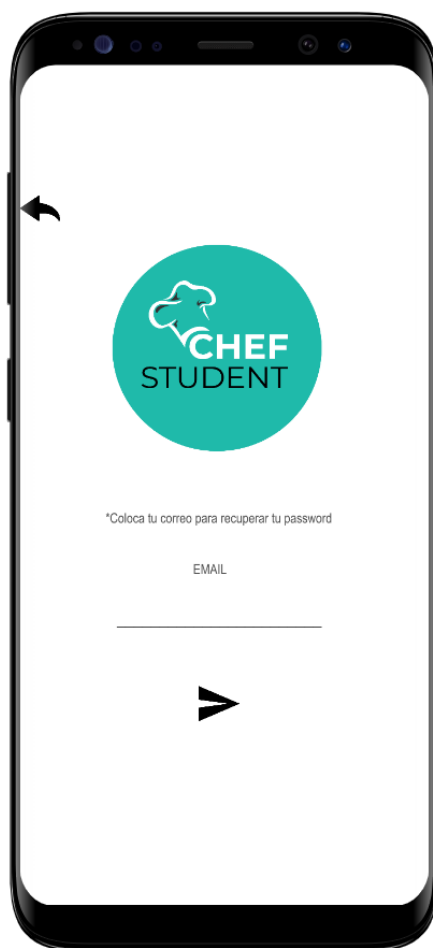 CHEF
STUDENT
*Coloca tu correo para recuperar tu password
EMAIL